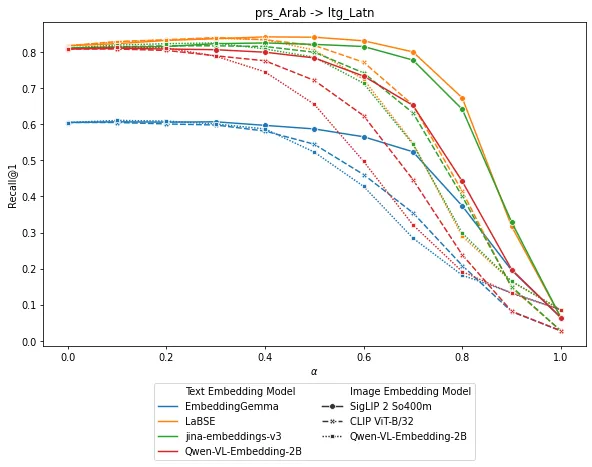 prs_Arab -> ltg_Latn
Recall@1
0.8
0.7
0.6
0.5
0.4
0.3
0.2
0.1
0.0
0.0 0.2 0.4 0.6 0.8 1.0
α
Text Embedding Model Image Embedding Model
EmbeddingGemma SigLIP 2 So400m
LaBSE CLIP ViT-B/32
jina-embeddings-v3 Qwen-VL-Embedding-2B
Qwen-VL-Embedding-2B